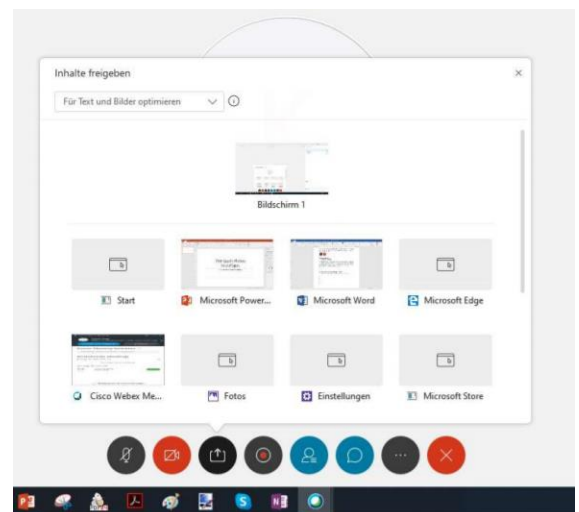 Inhalte freigeben
Für Text und Bilder optimieren
Bildschirm 1
Start
Microsoft Power...
Microsoft Word
Microsoft Edge
Cisco Webex Me...
Fotos
Einstellungen
Microsoft Store